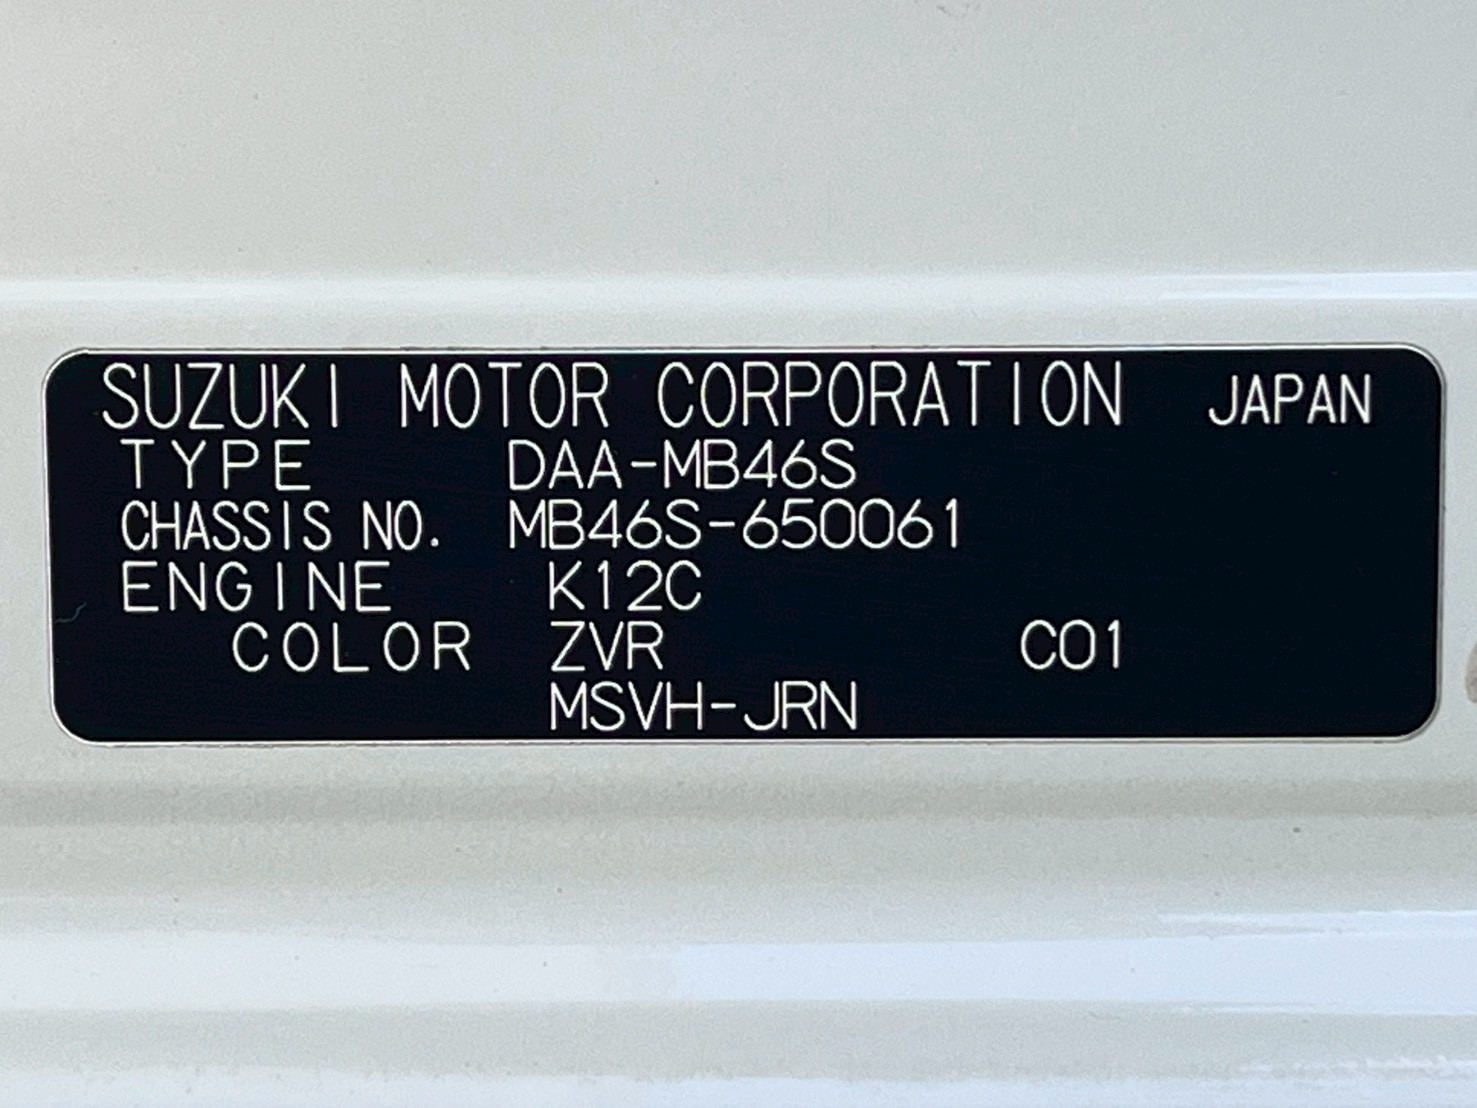 SUZUKI MOTOR CORPORATION JAPAN
TYPE DAA-MB46S
CHASSIS NO. MB46S-650061
ENGINE K12C
COLOR ZVR C01
MSVH-JRN